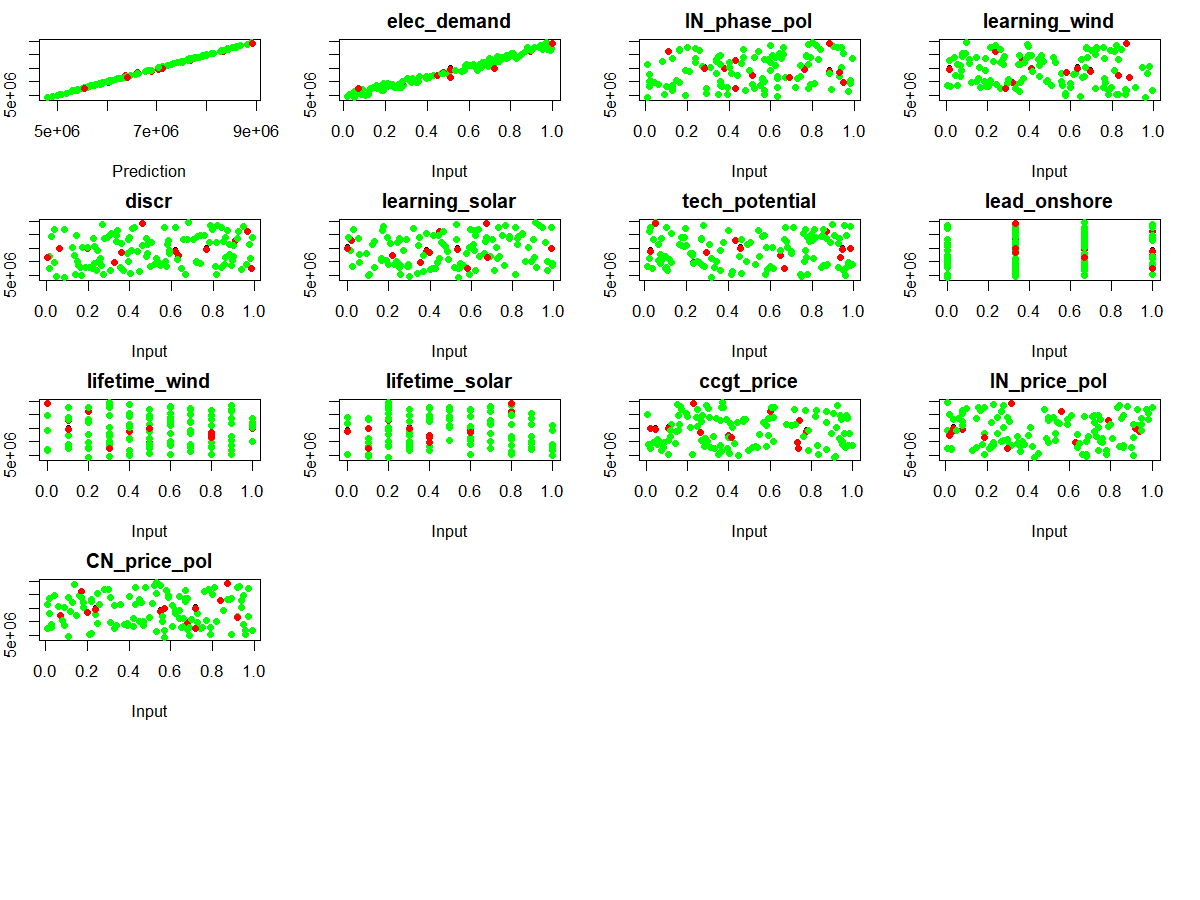 elec_demand IN_phase_pol learning_wind
5e+06 5e+06 5e+06 5e+06
5e+06 7e+06 9e+06 0.0 0.2 0.4 0.6 0.8 1.0 0.0 0.2 0.4 0.6 0.8 1.0 0.0 0.2 0.4 0.6 0.8 1.0
Prediction Input Input Input
discr learning_solar tech_potential lead_onshore
5e+06 5e+06 5e+06 5e+06
0.0 0.2 0.4 0.6 0.8 1.0 0.0 0.2 0.4 0.6 0.8 1.0 0.0 0.2 0.4 0.6 0.8 1.0 0.0 0.2 0.4 0.6 0.8 1.0
Input Input Input Input
lifetime_wind lifetime_solar ccgt_price IN_price_pol
5e+06 5e+06 5e+06 5e+06
0.0 0.2 0.4 0.6 0.8 1.0 0.0 0.2 0.4 0.6 0.8 1.0 0.0 0.2 0.4 0.6 0.8 1.0 0.0 0.2 0.4 0.6 0.8 1.0
Input Input Input Input
CN_price_pol
5e+06
0.0 0.2 0.4 0.6 0.8 1.0
Input